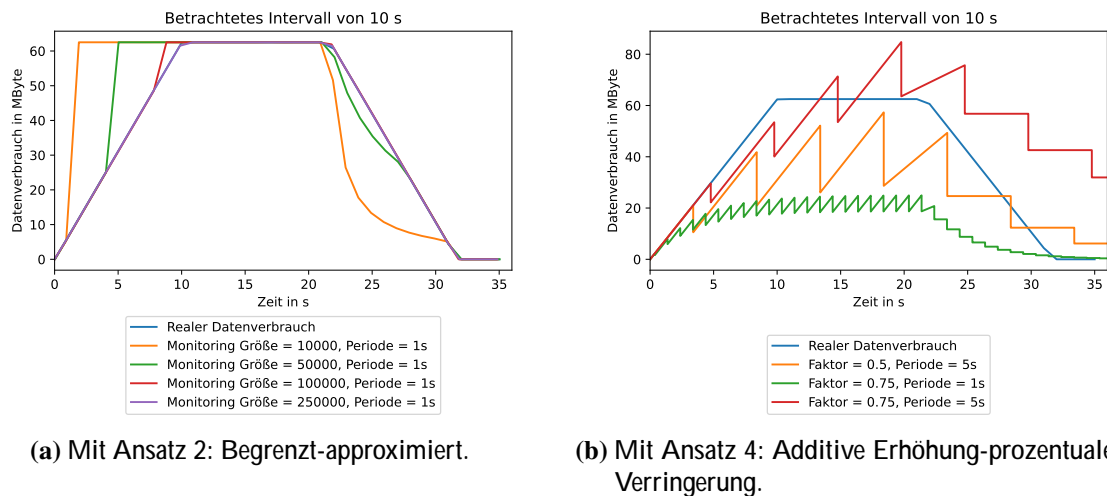 Betrachtetes Intervall von 10 s
Datenverbrauch in MByte
60
50
40
30
20
10
0
0 5 10 15 20 25 30 35
Zeit in s
Realer Datenverbrauch
Monitoring Größe = 10000, Periode = 1s
Monitoring Größe = 50000, Periode = 1s
Monitoring Größe = 100000, Periode = 1s
Monitoring Größe = 250000, Periode = 1s
(a) Mit Ansatz 2: Begrenzt-approximiert.
Betrachtetes Intervall von 10 s
Datenverbrauch in MByte
80
60
40
20
0
0 5 10 15 20 25 30 35
Zeit in s
Realer Datenverbrauch
Faktor = 0.5, Periode = 5s
Faktor = 0.75, Periode = 1s
Faktor = 0.75, Periode = 5s
(b) Mit Ansatz 4: Additive Erhöhung-prozentuale
Verringerung.